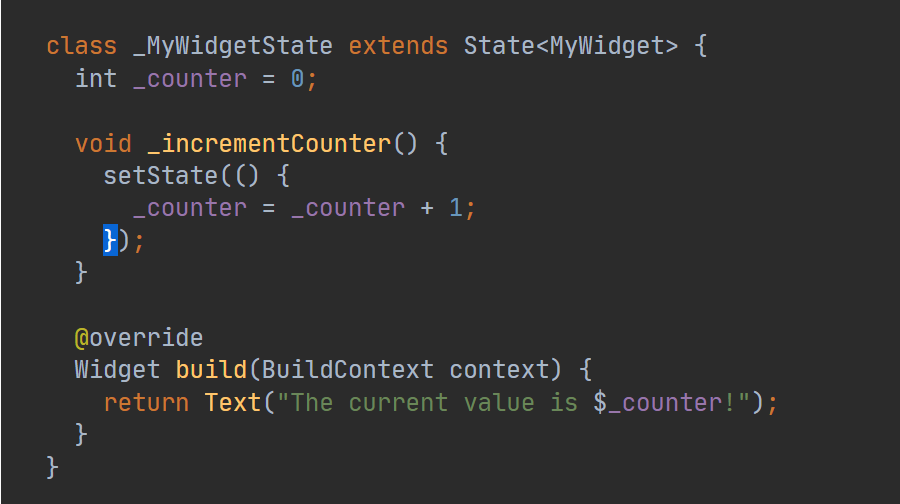 class _MyWidgetState extends State<MyWidget> {
  int _counter = 0;

  void _incrementCounter() {
    setState(() {
      _counter = _counter + 1;
    });
  }

  @override
  Widget build(BuildContext context) {
    return Text("The current value is $_counter!");
  }
}